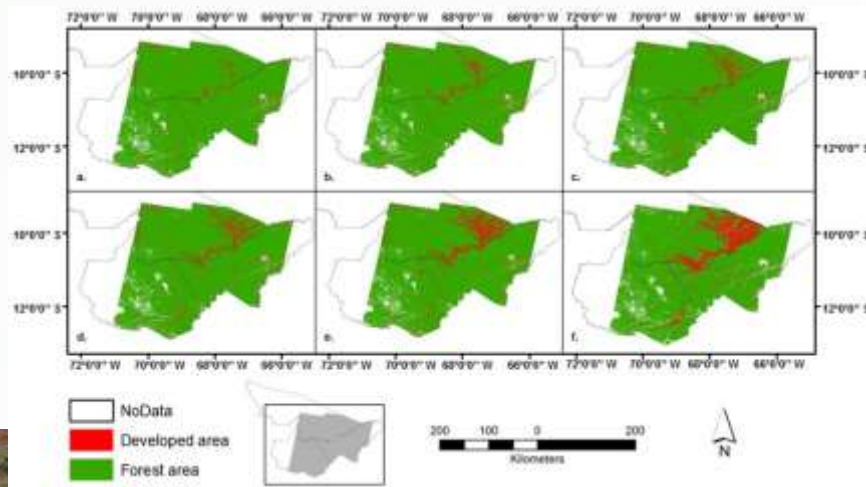 72°0'0" W 70°0'0" W 68°0'0" W 66°0'0" W 72°0'0" W 70°0'0" W 68°0'0" W 66°0'0" W 72°0'0" W 70°0'0" W 68°0'0" W 66°0'0" W
10°0'0" S 10°0'0" S
12°0'0" S 12°0'0" S
a. b. c.
10°0'0" S 10°0'0" S
12°0'0" S 12°0'0" S
d. e. f.
72°0'0" W 70°0'0" W 68°0'0" W 66°0'0" W 72°0'0" W 70°0'0" W 68°0'0" W 66°0'0" W 72°0'0" W 70°0'0" W 68°0'0" W 66°0'0" W
NoData
Developed area
Forest area
200 100 0 200
Kilometers
N